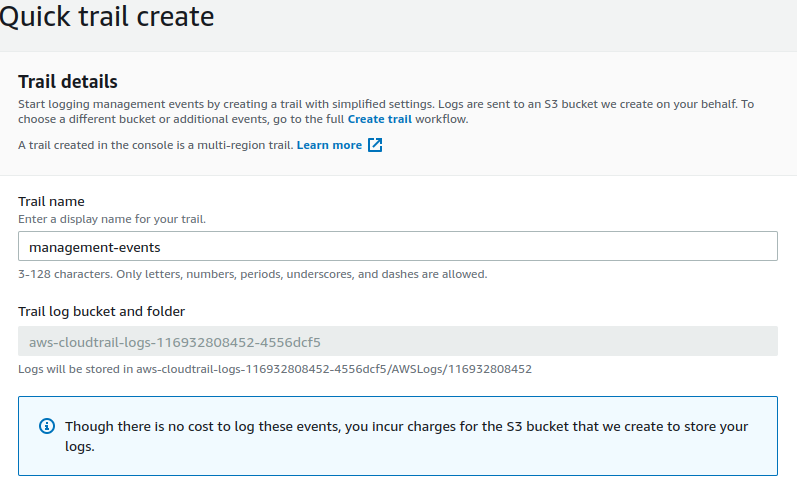 Quick trail create
Trail details
Start logging management events by creating a trail with simplified settings. Logs are sent to an S3 bucket we create on your behalf. To
choose a different bucket or additional events, go to the full Create trail workflow.
A trail created in the console is a multi-region trail. Learn more
Trail name
Enter a display name for your trail.
management-events
3-128 characters. Only letters, numbers, periods, underscores, and dashes are allowed.
Trail log bucket and folder
aws-cloudtrail-logs-116932808452-4556dcf5
Logs will be stored in aws-cloudtrail-logs-116932808452-4556dcf5/AWSLogs/116932808452
Though there is no cost to log these events, you incur charges for the S3 bucket that we create to store your
logs.